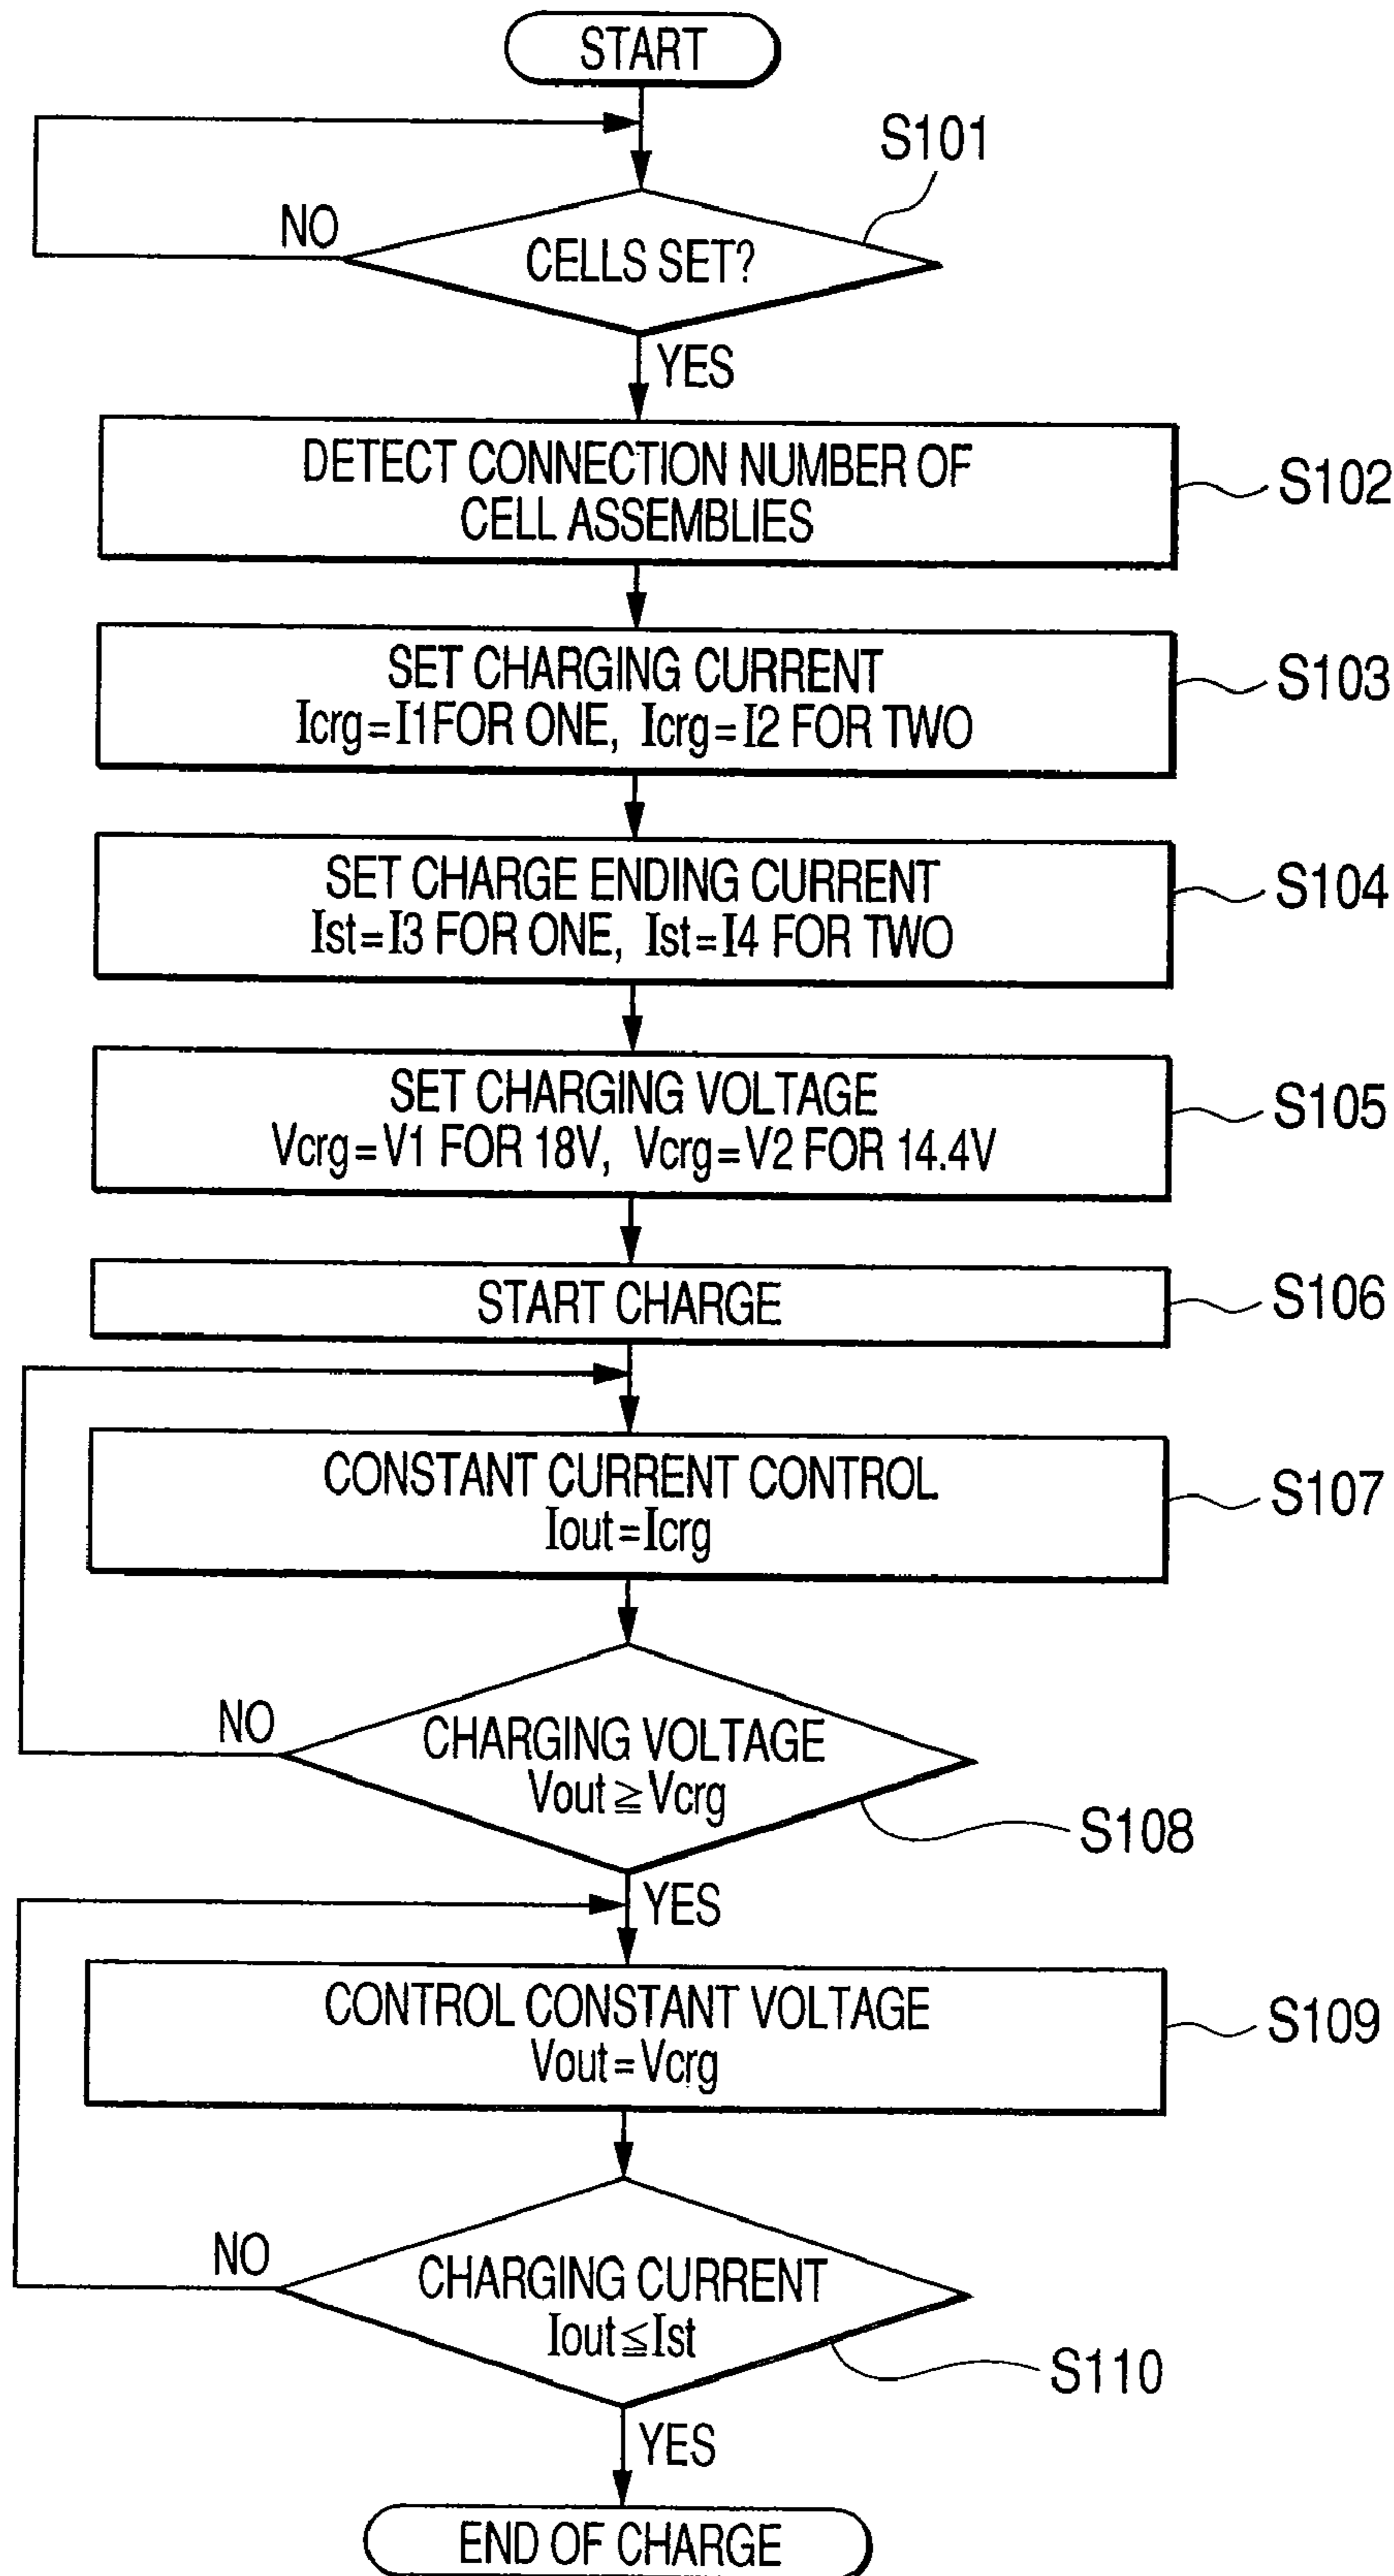 START
S101
NO
CELLS SET?
YES
DETECT CONNECTION NUMBER OF
CELL ASSEMBLIES
S102
SET CHARGING CURRENT
Icrg=I1FOR ONE, Icrg=I2 FOR TWO
S103
SET CHARGE ENDING CURRENT
Ist=I3 FOR ONE, Ist=I4 FOR TWO
S104
SET CHARGING VOLTAGE
Vcrg=V1 FOR 18V, Vcrg=V2 FOR 14.4V
S105
START CHARGE
S106
CONSTANT CURRENT CONTROL
Iout=Icrg
S107
NO
CHARGING VOLTAGE
Vout≧Vcrg
S108
YES
CONTROL CONSTANT VOLTAGE
Vout=Vcrg
S109
NO
CHARGING CURRENT
Iout≦Ist
S110
YES
END OF CHARGE